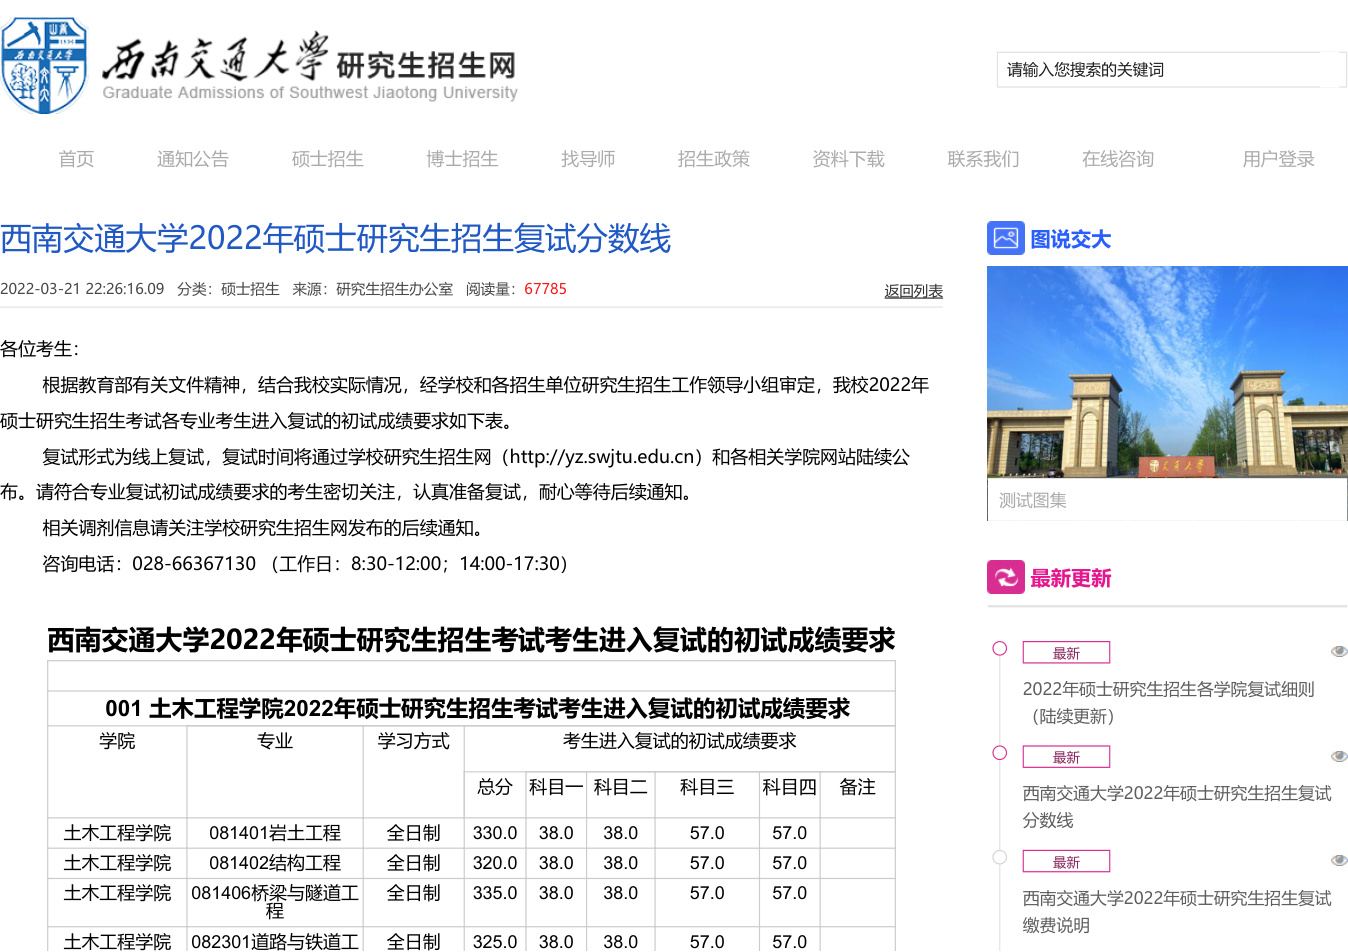 西南交通大学研究生招生网
Graduate Admissions of Southwest Jiaotong University
请输入您搜索的关键词
首页 通知公告 硕士招生 博士招生 找导师 招生政策 资料下载 联系我们 在线咨询 用户登录
西南交通大学2022年硕士研究生招生复试分数线
2022-03-21 22:26:16.09 分类：硕士招生 来源：研究生招生办公室 阅读量：67785
返回列表
各位考生：
根据教育部有关文件精神，结合我校实际情况，经学校和各招生单位研究生招生工作领导小组审定，我校2022年
硕士研究生招生考试各专业考生进入复试的初试成绩要求如下表。
复试形式为线上复试，复试时间将通过学校研究生招生网（http://yz.swjtu.edu.cn）和各相关学院网站陆续公
布。请符合专业复试初试成绩要求的考生密切关注，认真准备复试，耐心等待后续通知。
相关调剂信息请关注学校研究生招生网发布的后续通知。
咨询电话：028-66367130 （工作日：8:30-12:00；14:00-17:30）
西南交通大学2022年硕士研究生招生考试考生进入复试的初试成绩要求
001 土木工程学院2022年硕士研究生招生考试考生进入复试的初试成绩要求
学院 专业 学习方式 考生进入复试的初试成绩要求
总分 科目一 科目二 科目三 科目四 备注
土木工程学院 081401岩土工程 全日制 330.0 38.0 38.0 57.0 57.0
土木工程学院 081402结构工程 全日制 320.0 38.0 38.0 57.0 57.0
土木工程学院 081406桥梁与隧道工 全日制 335.0 38.0 38.0 57.0 57.0
程
土木工程学院 082301道路与铁道工 全日制 325.0 38.0 38.0 57.0 57.0
图说交大
测试图集
最新更新
最新
2022年硕士研究生招生各学院复试细则
（陆续更新）
最新
西南交通大学2022年硕士研究生招生复试
分数线
最新
西南交通大学2022年硕士研究生招生复试
缴费说明